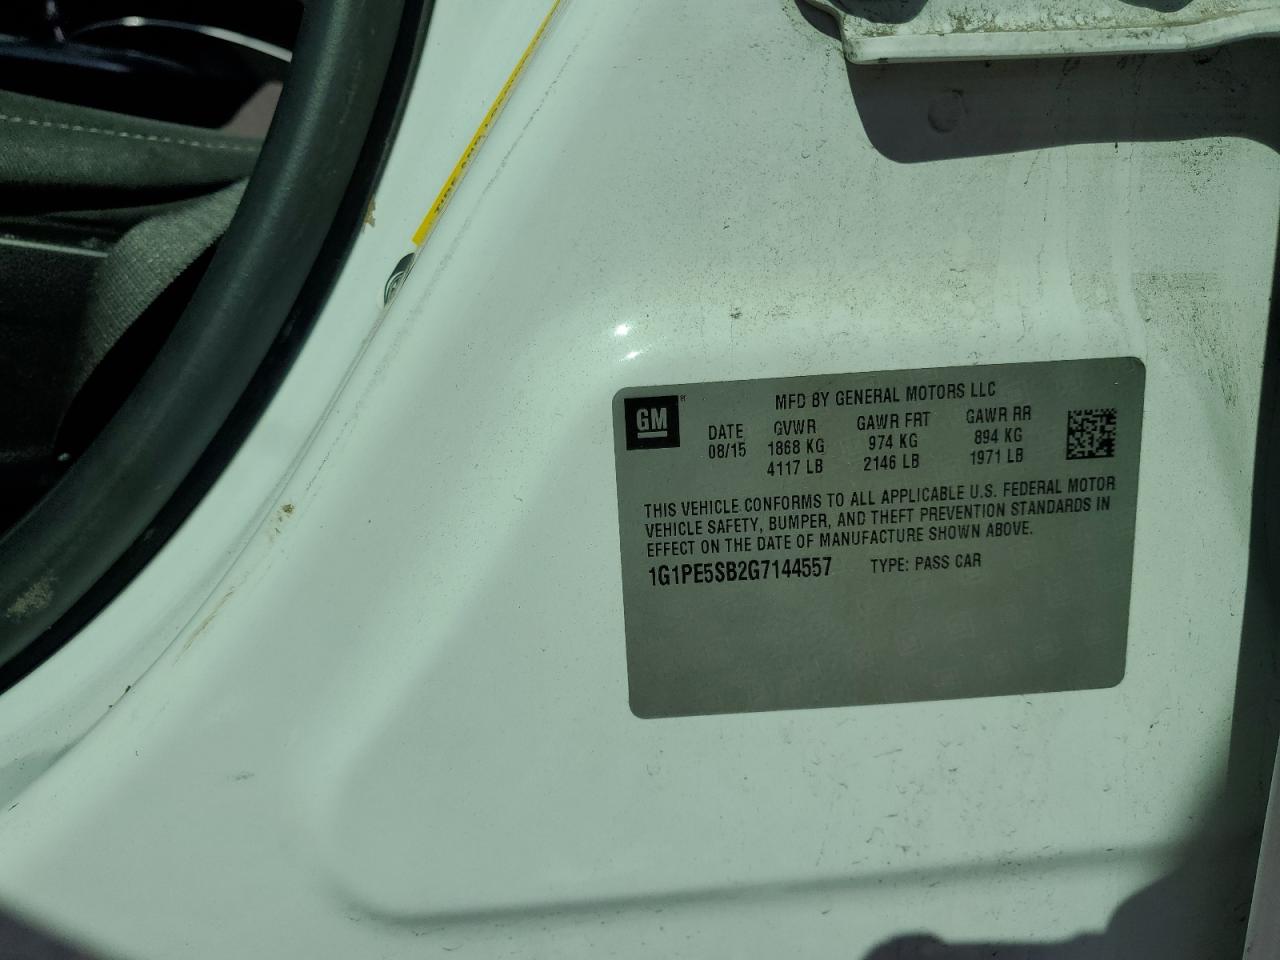 TIRE AND
GM
MFD BY GENERAL MOTORS LLC
DATE GVWR GAWR FRT GAWR RR
08/15 1868 KG 974 KG 894 KG
4117 LB 2146 LB 1971 LB
THIS VEHICLE CONFORMS TO ALL APPLICABLE U.S. FEDERAL MOTOR
VEHICLE SAFETY, BUMPER, AND THEFT PREVENTION STANDARDS IN
EFFECT ON THE DATE OF MANUFACTURE SHOWN ABOVE.
1G1PE5SB2G7144557 TYPE: PASS CAR